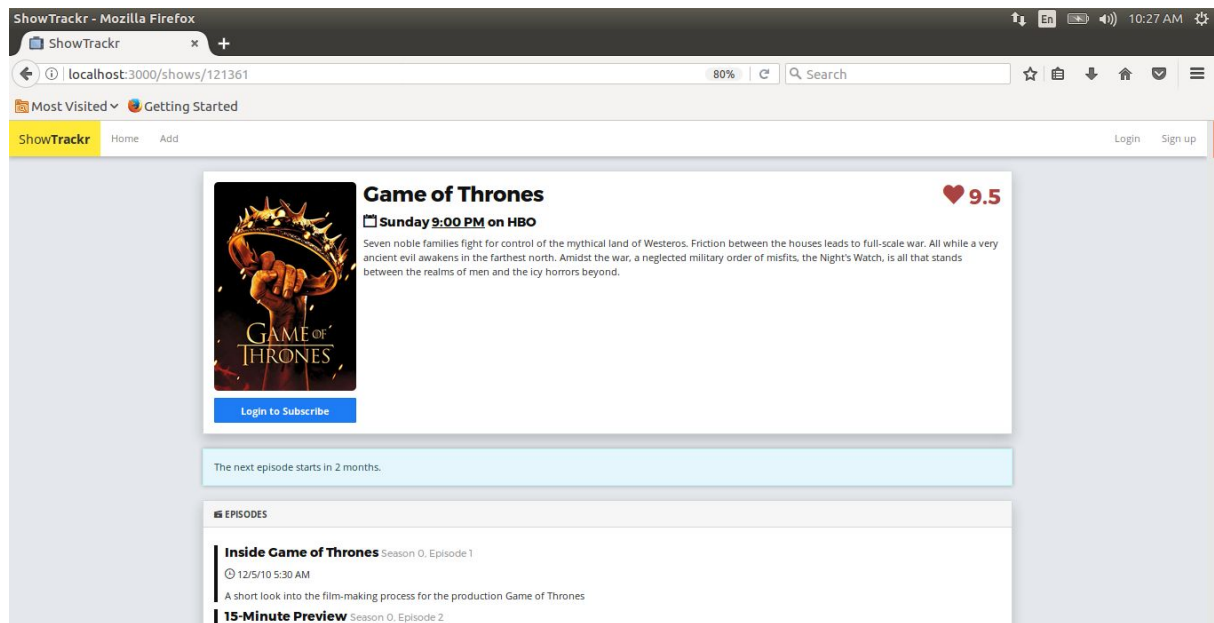 ShowTrackr - Mozilla Firefox
En 10:27 AM
ShowTrackr × +
localhost:3000/shows/121361 80% Search
Most Visited Getting Started
ShowTrackr Home Add Login Sign up
Game of Thrones 9.5
Sunday 9:00 PM on HBO
Seven noble families fight for control of the mythical land of Westeros. Friction between the houses leads to full-scale war. All while a very
ancient evil awakens in the farthest north. Amidst the war, a neglected military order of misfits, the Night's Watch, is all that stands
between the realms of men and the icy horrors beyond.
GAME OF
THRONES
Login to Subscribe
The next episode starts in 2 months.
EPISODES
Inside Game of Thrones Season 0, Episode 1
12/5/10 5:30 AM
A short look into the film-making process for the production Game of Thrones
15-Minute Preview Season 0, Episode 2